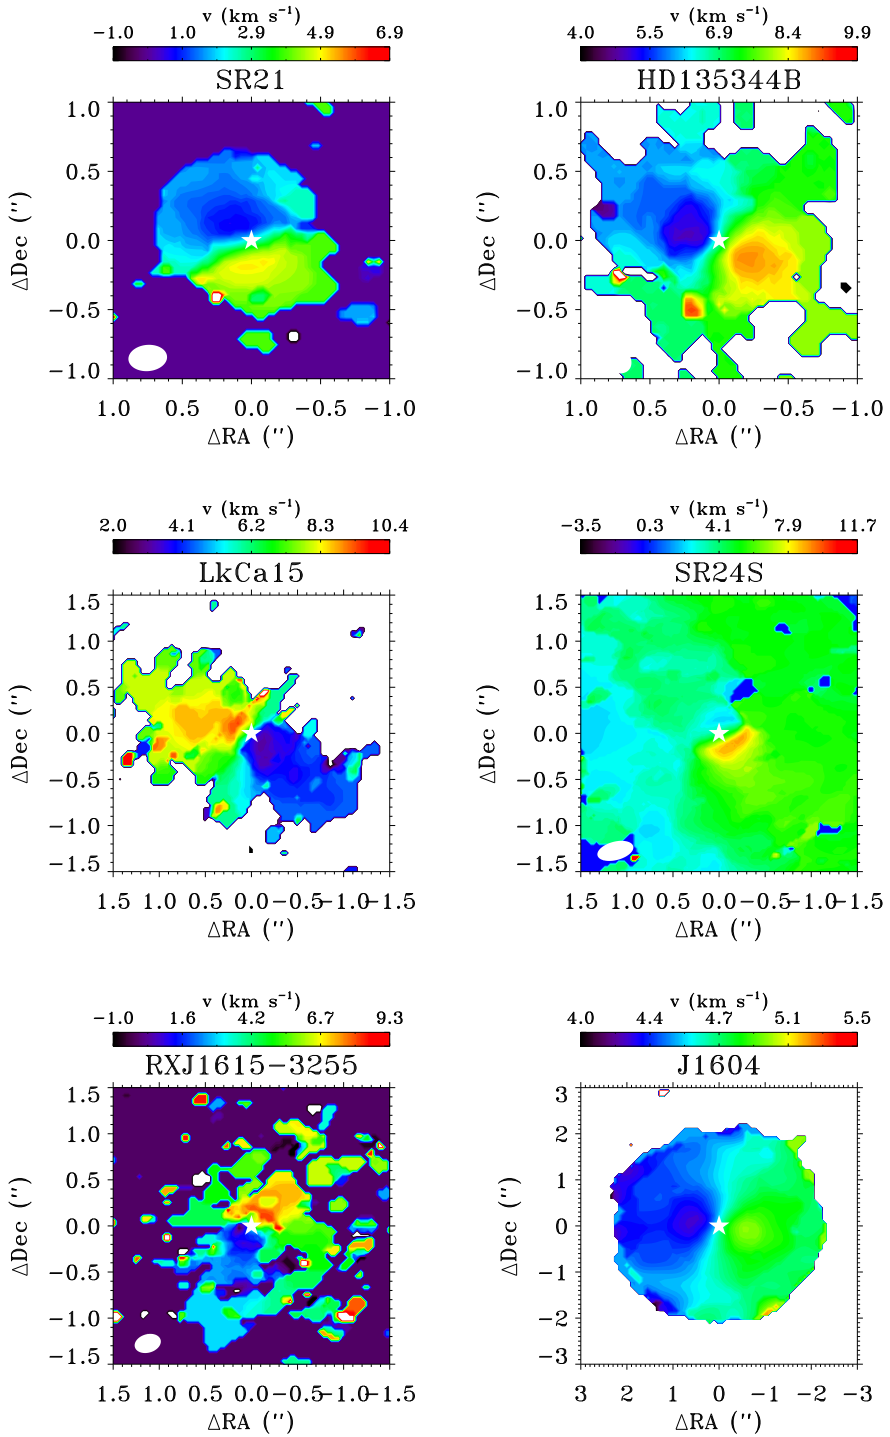 v (km s⁻¹)
−1.0 1.0 2.9 4.9 6.9
SR21
1.0
0.5
0.0
−0.5
−1.0
ΔDec ('')
1.0 0.5 0.0 −0.5 −1.0
ΔRA ('')
v (km s⁻¹)
4.0 5.5 6.9 8.4 9.9
HD135344B
1.0
0.5
0.0
−0.5
−1.0
ΔDec ('')
1.0 0.5 0.0 −0.5 −1.0
ΔRA ('')
v (km s⁻¹)
2.0 4.1 6.2 8.3 10.4
LkCa15
1.5
1.0
0.5
0.0
−0.5
−1.0
−1.5
ΔDec ('')
1.5 1.0 0.5 0.0 −0.5 −1.0 −1.5
ΔRA ('')
v (km s⁻¹)
−3.5 0.3 4.1 7.9 11.7
SR24S
1.5
1.0
0.5
0.0
−0.5
−1.0
−1.5
ΔDec ('')
1.5 1.0 0.5 0.0 −0.5 −1.0 −1.5
ΔRA ('')
v (km s⁻¹)
−1.0 1.6 4.2 6.7 9.3
RXJ1615−3255
1.5
1.0
0.5
0.0
−0.5
−1.0
−1.5
ΔDec ('')
1.5 1.0 0.5 0.0 −0.5 −1.0 −1.5
ΔRA ('')
v (km s⁻¹)
4.0 4.4 4.7 5.1 5.5
J1604
3
2
1
0
−1
−2
−3
ΔDec ('')
3 2 1 0 −1 −2 −3
ΔRA ('')